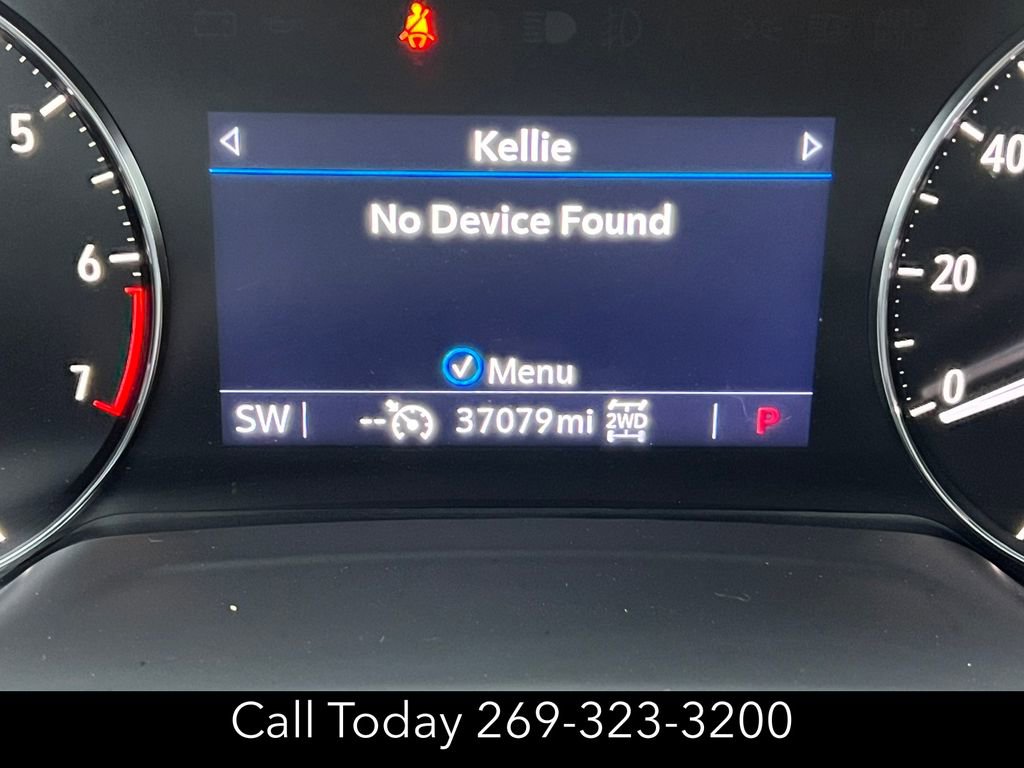 5
6
7
Kellie
No Device Found
Menu
SW
-- 37079mi 2WD
P
40
20
0
Call Today 269-323-3200